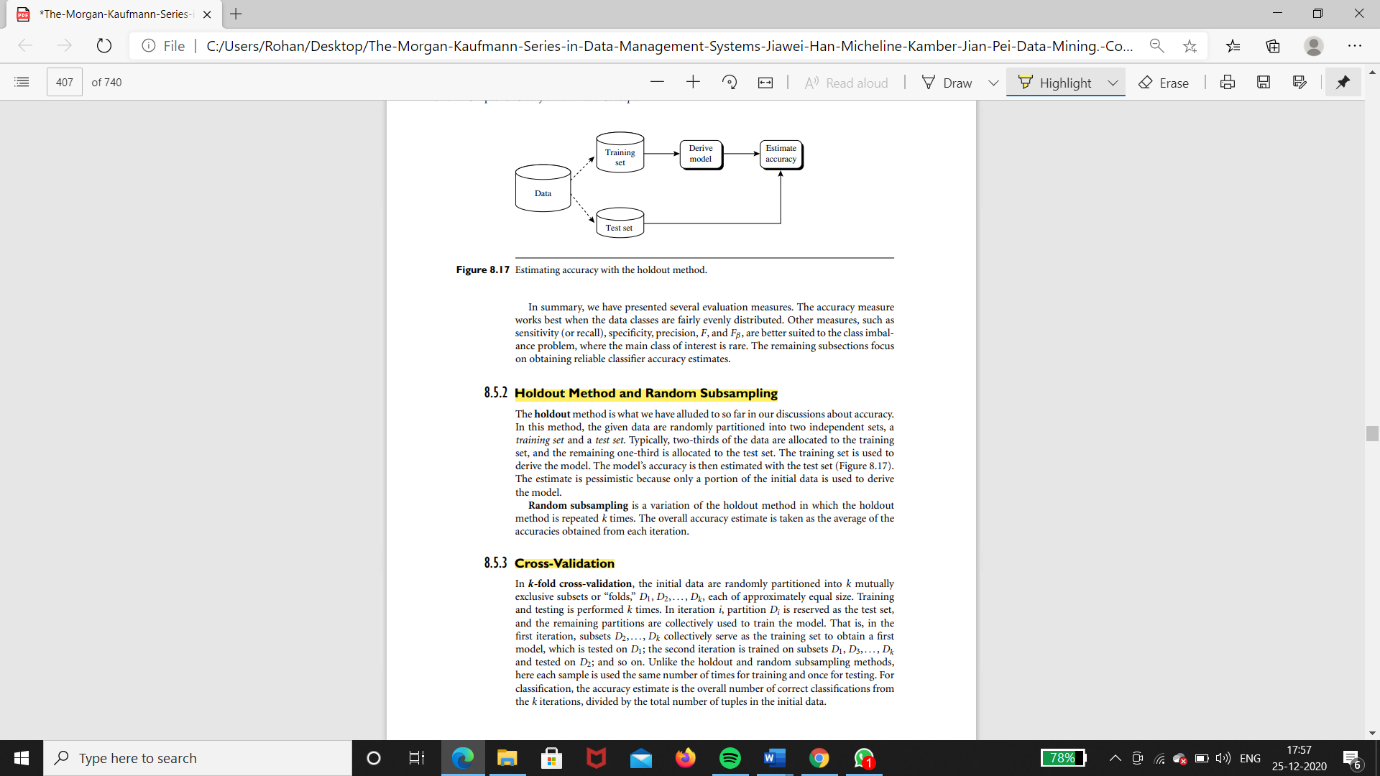 *The-Morgan-Kaufmann-Series-
File
C:/Users/Rohan/Desktop/The-Morgan-Kaufmann-Series-in-Data-Management-Systems-Jiawei-Han-Micheline-Kamber-Jian-Pei-Data-Mining.-Co...
407 of 740
Read aloud
Draw
Highlight
Erase
Training
set
Derive
model
Estimate
accuracy
Data
Test set
Figure 8.17 Estimating accuracy with the holdout method.
In summary, we have presented several evaluation measures. The accuracy measure
works best when the data classes are fairly evenly distributed. Other measures, such as
sensitivity (or recall), specificity, precision, F, and Fβ, are better suited to the class imbal-
ance problem, where the main class of interest is rare. The remaining subsections focus
on obtaining reliable classifier accuracy estimates.
8.5.2 Holdout Method and Random Subsampling
The holdout method is what we have alluded to so far in our discussions about accuracy.
In this method, the given data are randomly partitioned into two independent sets, a
training set and a test set. Typically, two-thirds of the data are allocated to the training
set, and the remaining one-third is allocated to the test set. The training set is used to
derive the model. The model's accuracy is then estimated with the test set (Figure 8.17).
The estimate is pessimistic because only a portion of the initial data is used to derive
the model.
Random subsampling is a variation of the holdout method in which the holdout
method is repeated k times. The overall accuracy estimate is taken as the average of the
accuracies obtained from each iteration.
8.5.3 Cross-Validation
In k-fold cross-validation, the initial data are randomly partitioned into k mutually
exclusive subsets or “folds,” D1, D2,..., Dk, each of approximately equal size. Training
and testing is performed k times. In iteration i, partition Di is reserved as the test set,
and the remaining partitions are collectively used to train the model. That is, in the
first iteration, subsets D2,..., Dk collectively serve as the training set to obtain a first
model, which is tested on D1; the second iteration is trained on subsets D1, D3,..., Dk
and tested on D2; and so on. Unlike the holdout and random subsampling methods,
here each sample is used the same number of times for training and once for testing. For
classification, the accuracy estimate is the overall number of correct classifications from
the k iterations, divided by the total number of tuples in the initial data.
Type here to search
78%
ENG
17:57
25-12-2020